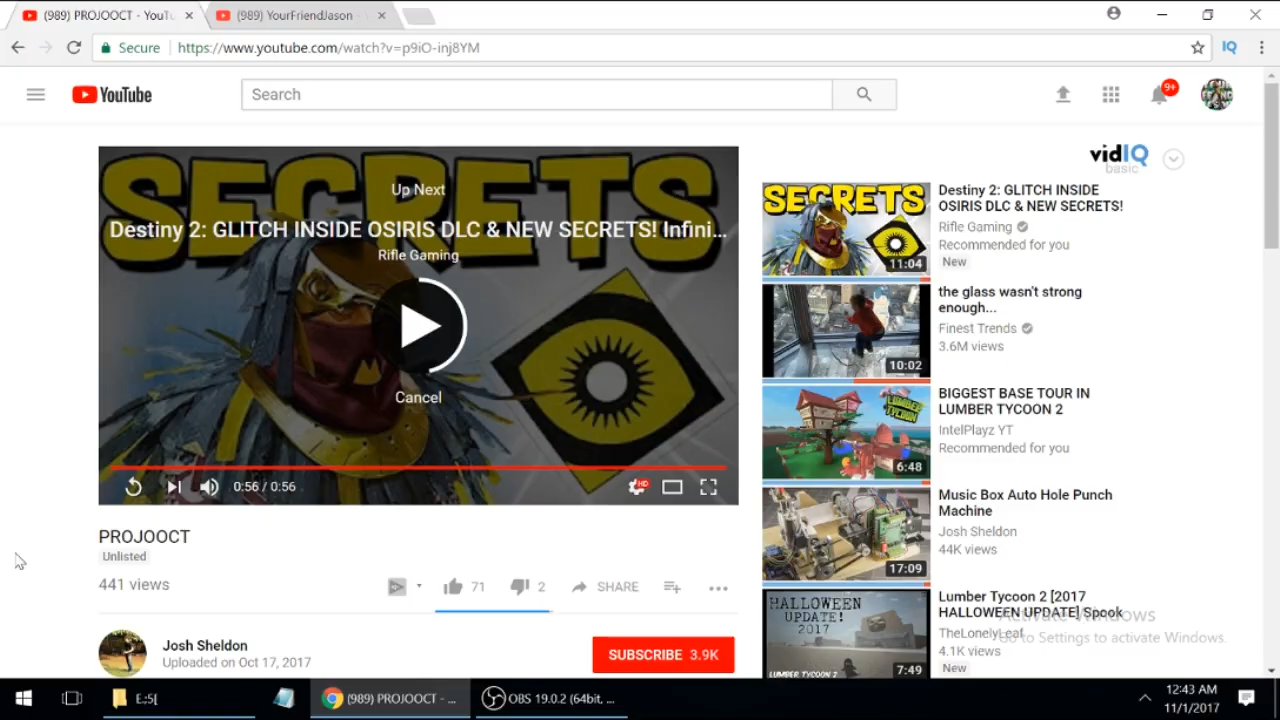 (989) PROJOOCT - YouTu
(989) YourFriendJason -
Secure
https://www.youtube.com/watch?v=p9iO-inj8YM
IQ
YouTube
Search
9+
SECRETS
Up Next
Destiny 2: GLITCH INSIDE OSIRIS DLC & NEW SECRETS! Infini...
Rifle Gaming
Cancel
0:56 / 0:56
HD
PROJOOCT
Unlisted
441 views
71
2
SHARE
Josh Sheldon
Uploaded on Oct 17, 2017
SUBSCRIBE 3.9K
vidIQ
basic
SECRETS
11:04
Destiny 2: GLITCH INSIDE
OSIRIS DLC & NEW SECRETS!
Rifle Gaming
Recommended for you
New
10:02
the glass wasn't strong
enough...
Finest Trends
3.6M views
LUMBER
TYCOON 2
6:48
BIGGEST BASE TOUR IN
LUMBER TYCOON 2
IntelPlayz YT
Recommended for you
17:09
Music Box Auto Hole Punch
Machine
Josh Sheldon
44K views
HALLOWEEN
UPDATE!
2017
LUMBER TYCOON 2
7:49
Lumber Tycoon 2 [2017
HALLOWEEN UPDATE] Spook
TheLonelyLeaf
4.1K views
New
Activate Windows
Go to Settings to activate Windows.
E:\5[
(989) PROJOOCT - ...
OBS 19.0.2 (64bit, ...
12:43 AM
11/1/2017